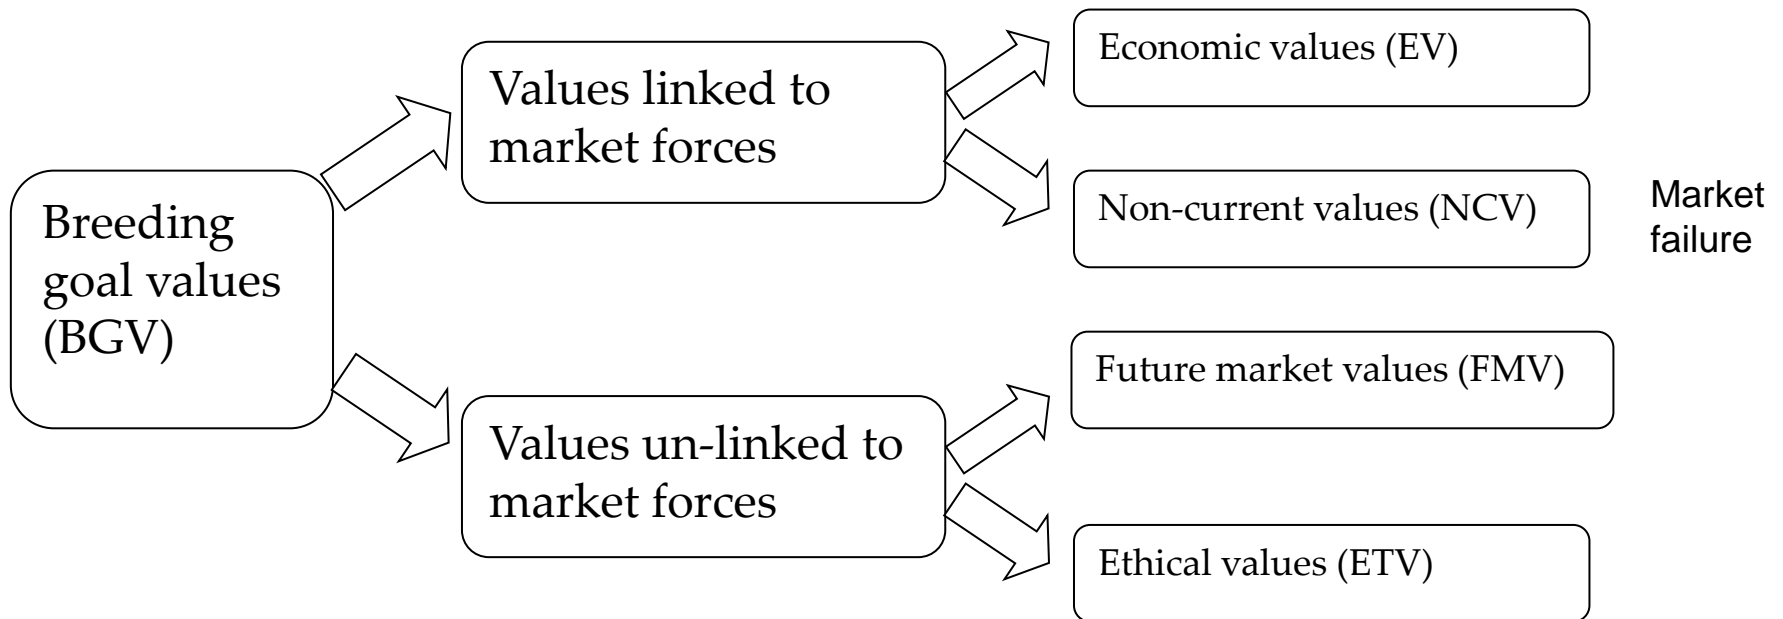 Breeding
goal values
(BGV)
Values linked to
market forces
Values un-linked to
market forces
Economic values (EV)
Non-current values (NCV)
Market
failure
Future market values (FMV)
Ethical values (ETV)